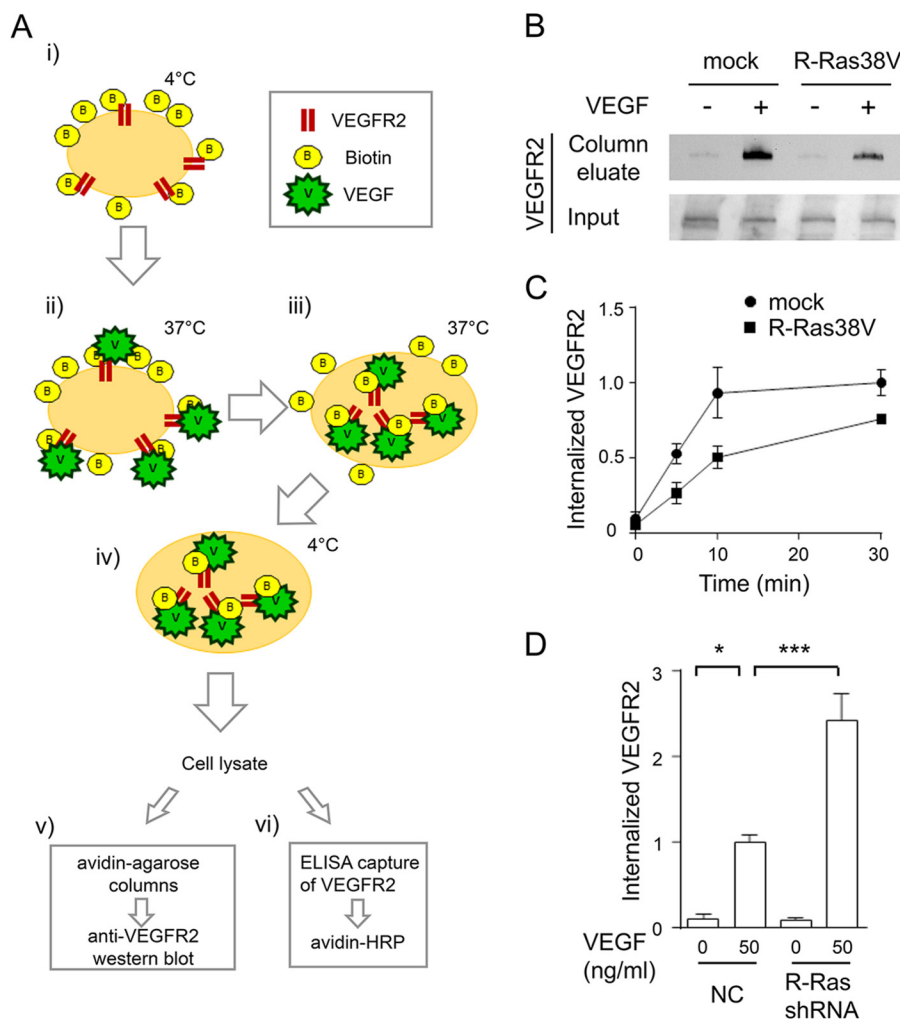 A
i)
4°C
B
B
B
B
B
B
B
B
B
B
VEGFR2
B
Biotin
V
VEGF
ii)
37°C
iii)
37°C
B
B
B
B
B
B
B
B
B
V
V
V
V
B
B
B
B
B
B
B
B
V
V
V
V
iv)
4°C
B
B
B
B
V
V
V
V
Cell lysate
v)
vi)
avidin-agarose
columns
anti-VEGFR2
western blot
ELISA capture
of VEGFR2
avidin-HRP
B
mock
R-Ras38V
VEGF
- + - +
VEGFR2
Column
eluate
Input
C
Internalized VEGFR2
1.5
1.0
0.5
0
mock
R-Ras38V
0 10 20 30
Time (min)
D
* ***
Internalized VEGFR2
3
2
1
0
VEGF
(ng/ml)
0 50 0 50
NC
R-Ras
shRNA